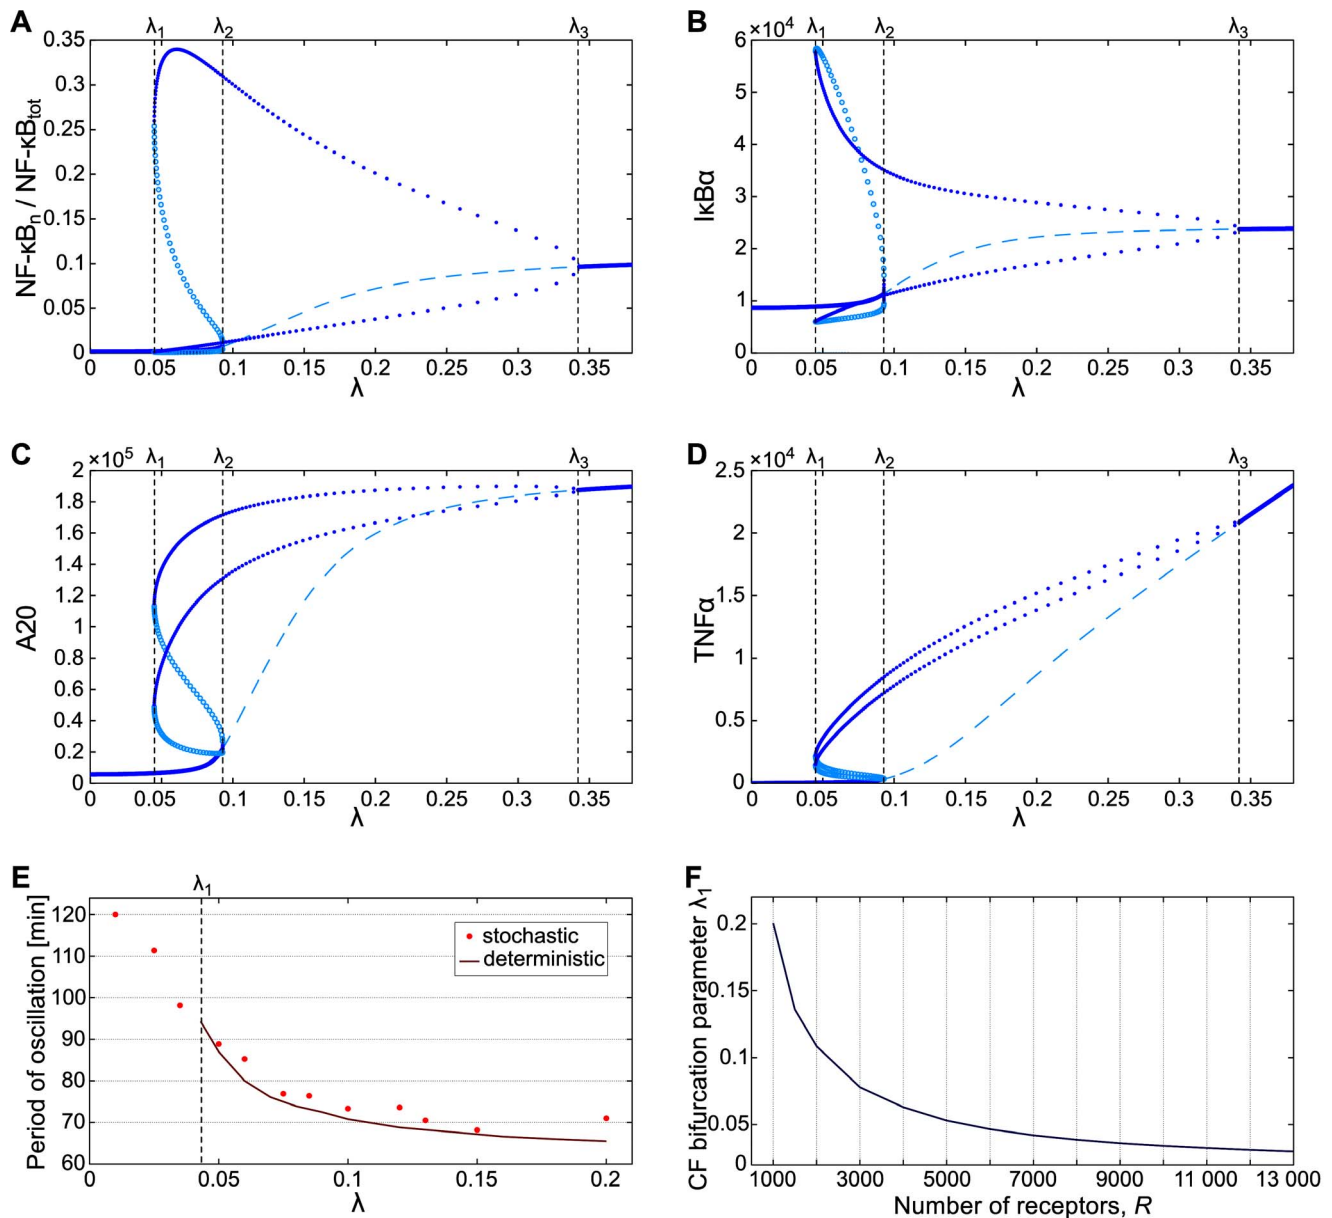 A
λ₁ λ₂ λ₃
0.35
0.3
0.25
0.2
0.15
0.1
0.05
0
NF-κBₙ / NF-κBtot
0 0.05 0.1 0.15 0.2 0.25 0.3 0.35
λ
B
×10⁴
λ₁ λ₂ λ₃
6
5
4
3
2
1
0
IκBα
0 0.05 0.1 0.15 0.2 0.25 0.3 0.35
λ
C
×10⁵
λ₁ λ₂ λ₃
2
1.8
1.6
1.4
1.2
1
0.8
0.6
0.4
0.2
0
A20
0 0.05 0.1 0.15 0.2 0.25 0.3 0.35
λ
D
×10⁴
λ₁ λ₂ λ₃
2.5
2
1.5
1
0.5
0
TNFα
0 0.05 0.1 0.15 0.2 0.25 0.3 0.35
λ
E
λ₁
120
110
100
90
80
70
60
Period of oscillation [min]
stochastic
deterministic
0 0.05 0.1 0.15 0.2
λ
F
0.2
0.15
0.1
0.05
0
CF bifurcation parameter λ₁
1000 3000 5000 7000 9000 11 000 13 000
Number of receptors, R